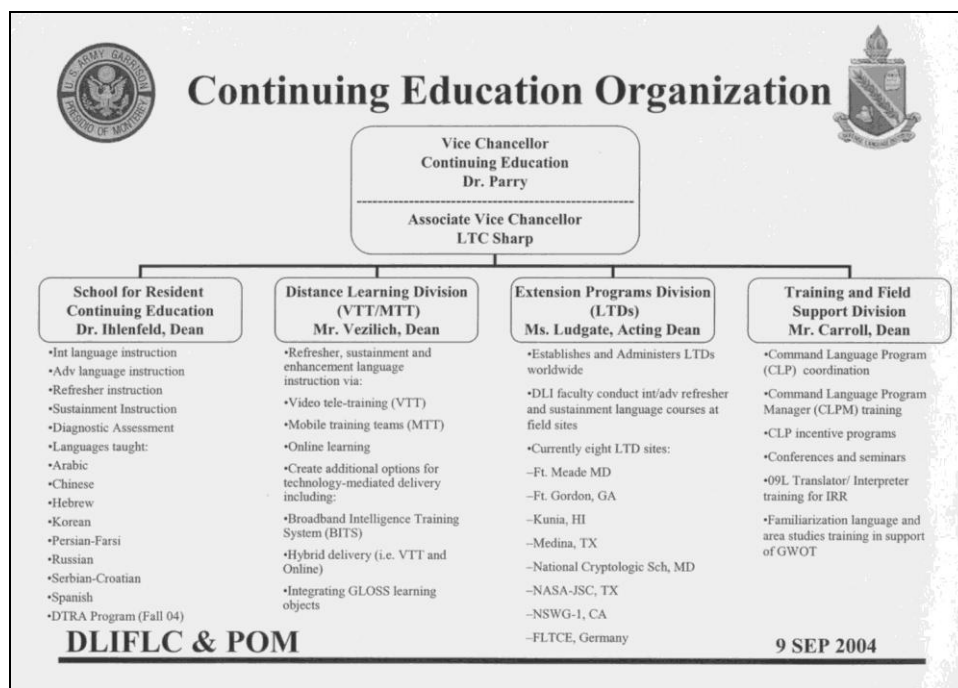 U.S. ARMY GARRISON
PRESIDIO OF MONTEREY
Continuing Education Organization
Vice Chancellor
Continuing Education
Dr. Parry
Associate Vice Chancellor
LTC Sharp
School for Resident
Continuing Education
Dr. Ihlenfeld, Dean
•Int language instruction
•Adv language instruction
•Refresher instruction
•Sustainment Instruction
•Diagnostic Assessment
•Languages taught:
•Arabic
•Chinese
•Hebrew
•Korean
•Persian-Farsi
•Russian
•Serbian-Croatian
•Spanish
•DTRA Program (Fall 04)
Distance Learning Division
(VTT/MTT)
Mr. Vezilich, Dean
•Refresher, sustainment and
enhancement language
instruction via:
•Video tele-training (VTT)
•Mobile training teams (MTT)
•Online learning
•Create additional options for
technology-mediated delivery
including:
•Broadband Intelligence Training
System (BITS)
•Hybrid delivery (i.e. VTT and
Online)
•Integrating GLOSS learning
objects
Extension Programs Division
(LTDs)
Ms. Ludgate, Acting Dean
•Establishes and Administers LTDs
worldwide
•DLI faculty conduct int/adv refresher
and sustainment language courses at
field sites
•Currently eight LTD sites:
–Ft. Meade MD
–Ft. Gordon, GA
–Kunia, HI
–Medina, TX
–National Cryptologic Sch, MD
–NASA-JSC, TX
–NSWG-1, CA
–FLTCE, Germany
Training and Field
Support Division
Mr. Carroll, Dean
•Command Language Program
(CLP) coordination
•Command Language Program
Manager (CLPM) training
•CLP incentive programs
•Conferences and seminars
•09L Translator/ Interpreter
training for IRR
•Familiarization language and
area studies training in support
of GWOT
DLIFLC & POM
9 SEP 2004